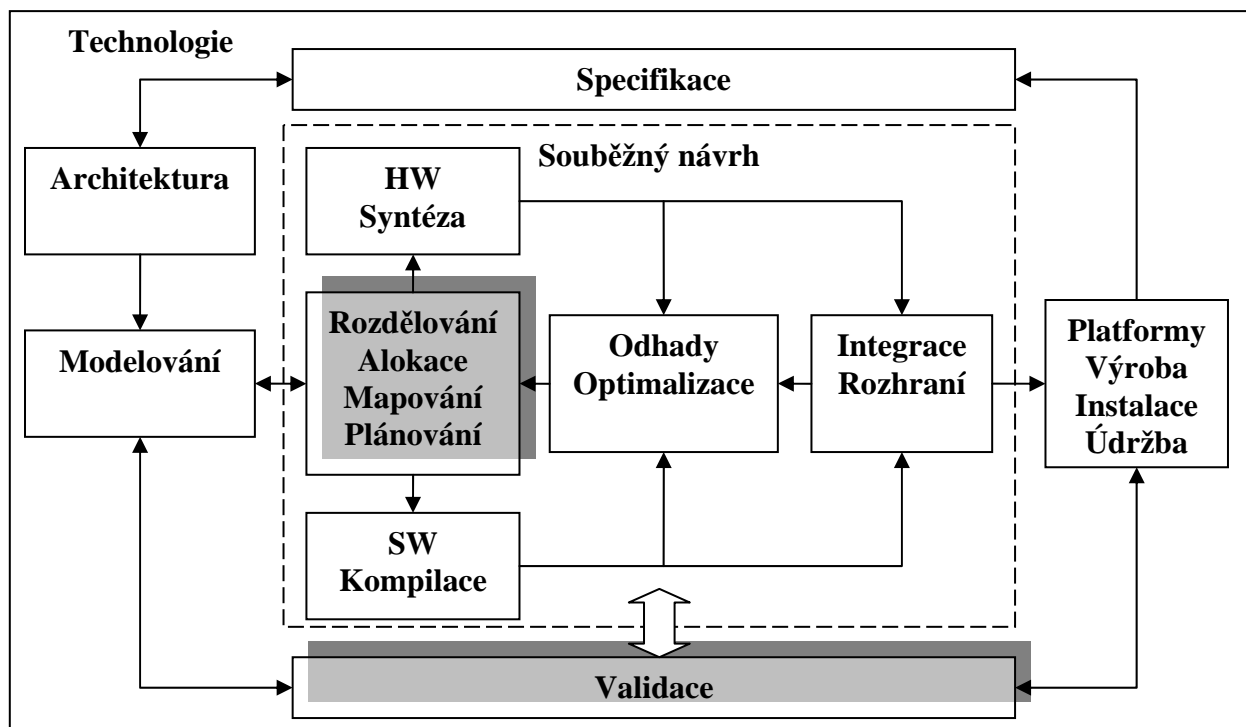 Technologie
Specifikace
Souběžný návrh
Architektura
HW
Syntéza
Modelování
Rozdělování
Alokace
Mapování
Plánování
Odhady
Optimalizace
Integrace
Rozhraní
Platformy
Výroba
Instalace
Údržba
SW
Kompilace
Validace